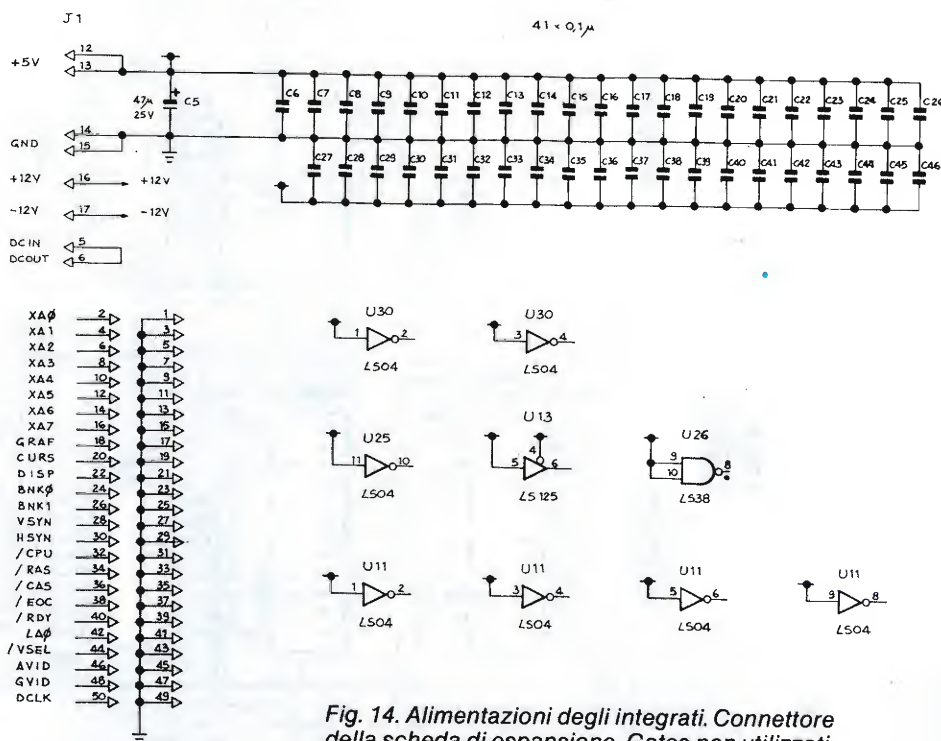 J1
41 × 0,1µ
+5V 12
13
47µ 25V + C5
C6 C7 C8 C9 C10 C11 C12 C13 C14 C15 C16 C17 C18 C19 C20 C21 C22 C23 C24 C25 C26
GND 14
15
C27 C28 C29 C30 C31 C32 C33 C34 C35 C36 C37 C38 C39 C40 C41 C42 C43 C44 C45 C46
+12V 16 +12V
-12V 17 -12V
DCIN 5
DCOUT 6
XAØ 2 1
XA1 4 3
XA2 6 5
XA3 8 7
XA4 10 9
XA5 12 11
XA6 14 13
XA7 16 15
GRAF 18 17
CURS 20 19
DISP 22 21
BNKØ 24 23
BNK1 26 25
VSYN 28 27
HSYN 30 29
/CPU 32 31
/RAS 34 33
/CAS 36 35
/EOC 38 37
/RDY 40 39
LAØ 42 41
/VSEL 44 43
AVID 46 45
GVID 48 47
DCLK 50 49
U30 U30
1 2 3 4
LS04 LS04
U25 U13 U26
11 10 5 4 6 9 10 8
LS04 LS125 LS38
U11 U11 U11 U11
1 2 3 4 5 6 9 8
LS04 LS04 LS04 LS04
Fig. 14. Alimentazioni degli integrati. Connettore
della scheda di espansione. Gates non utilizzati